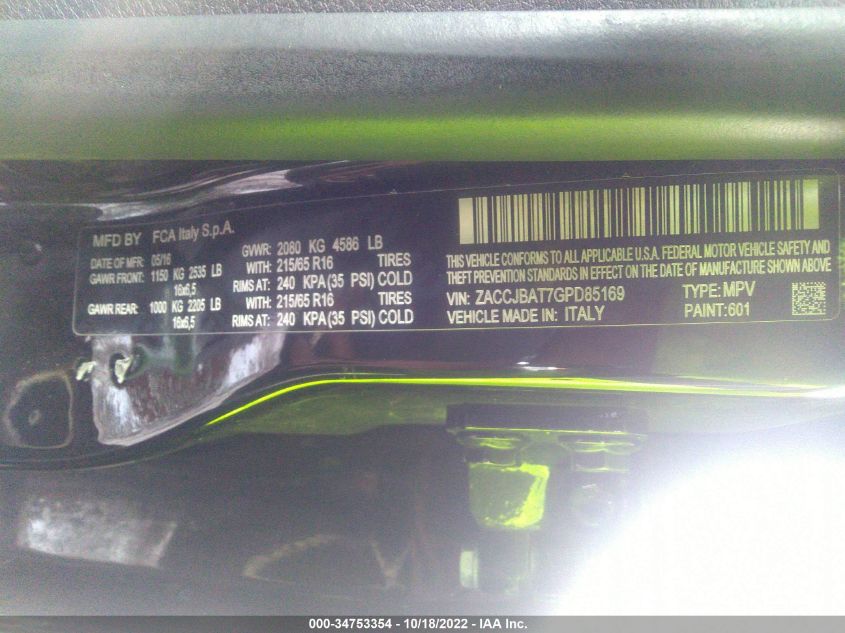 MFD BY FCA Italy S.p.A.
DATE OF MFR: 05/16 GVWR: 2080 KG 4586 LB
GAWR FRONT: 1150 KG 2535 LB WITH: 215/65 R16 TIRES
16x6,5 RIMS AT: 240 KPA (35 PSI) COLD
GAWR REAR: 1000 KG 2205 LB WITH: 215/65 R16 TIRES
16x6,5 RIMS AT: 240 KPA (35 PSI) COLD
THIS VEHICLE CONFORMS TO ALL APPLICABLE U.S.A. FEDERAL MOTOR VEHICLE SAFETY AND
THEFT PREVENTION STANDARDS IN EFFECT ON THE DATE OF MANUFACTURE SHOWN ABOVE
VIN: ZACCJBAT7GPD85169 TYPE: MPV
VEHICLE MADE IN: ITALY PAINT:601
000-34753354 - 10/18/2022 - IAA Inc.